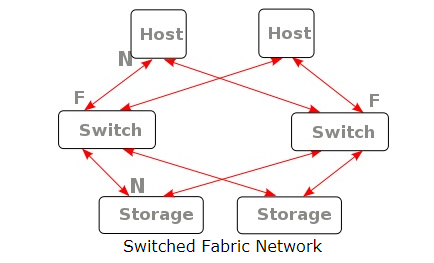 Host Host
N
F F
Switch Switch
N
Storage Storage
Switched Fabric Network